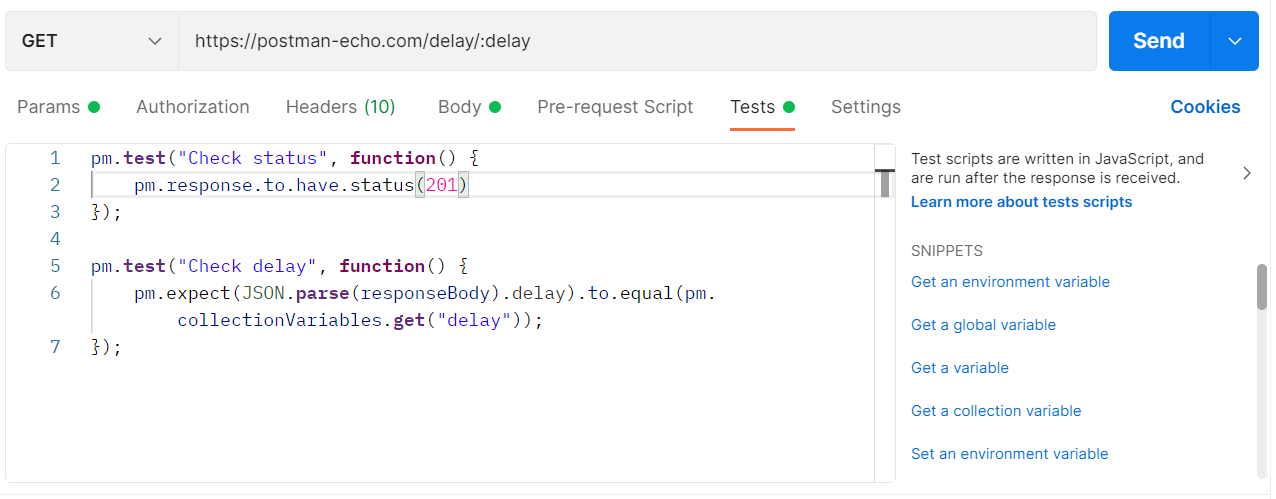 GET https://postman-echo.com/delay/:delay Send
Params Authorization Headers (10) Body Pre-request Script Tests Settings Cookies
1 pm.test("Check status", function() {
2 pm.response.to.have.status(201)
3 });
4
5 pm.test("Check delay", function() {
6 pm.expect(JSON.parse(responseBody).delay).to.equal(pm.
collectionVariables.get("delay"));
7 });
Test scripts are written in JavaScript, and
are run after the response is received.
Learn more about tests scripts
SNIPPETS
Get an environment variable
Get a global variable
Get a variable
Get a collection variable
Set an environment variable